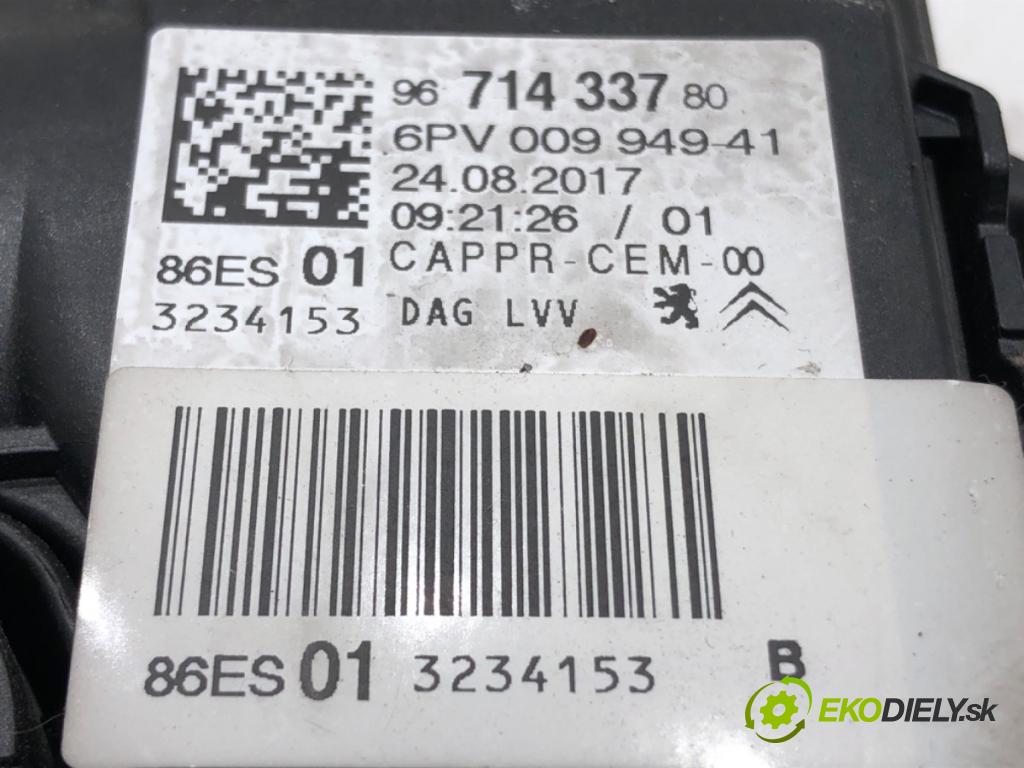 96 714 337 80
6PV 009 949-41
24.08.2017
09:21:26 / 01
86ES 01 CAPPR-CEM-00
3234153 DAG LVV
86ES 01 3234153 B
EKODIELY.sk